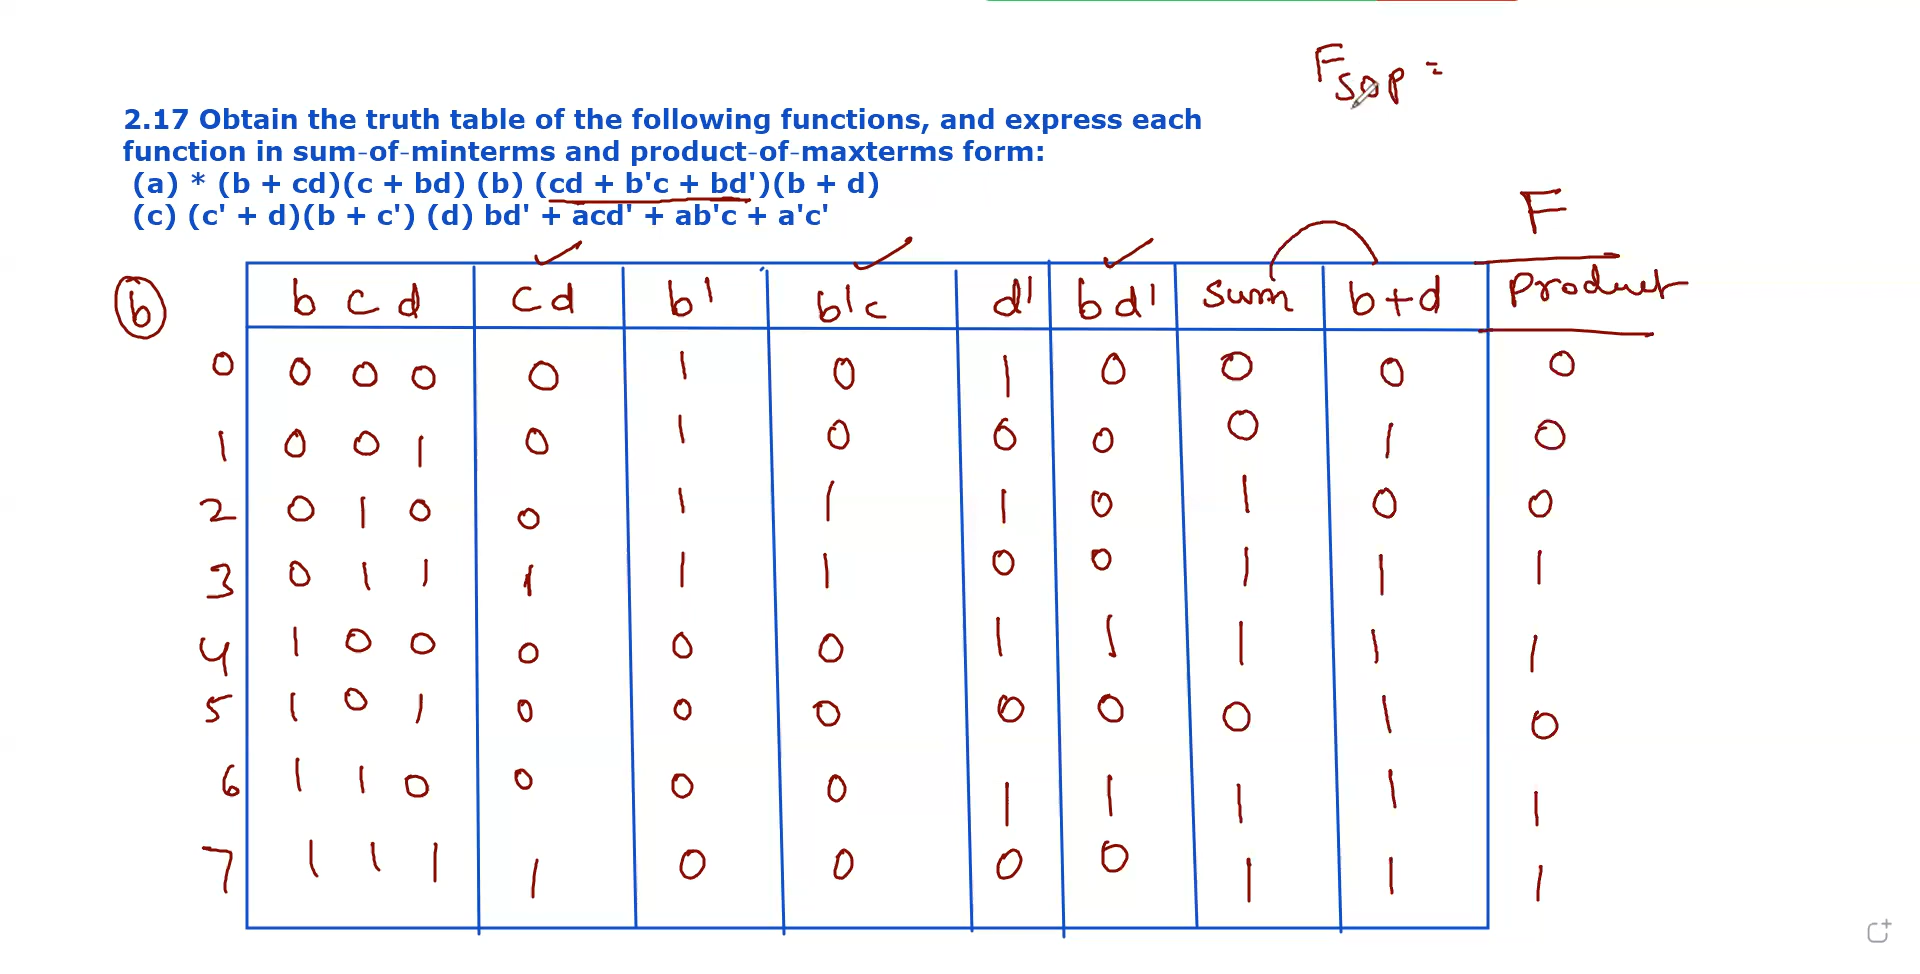 F SOP =
2.17 Obtain the truth table of the following functions, and express each
function in sum-of-minterms and product-of-maxterms form:
(a) * (b + cd)(c + bd) (b) (cd + b'c + bd')(b + d)
(c) (c' + d)(b + c') (d) bd' + acd' + ab'c + a'c'
F
b b c d cd b' b'c d' bd' sum b+d product
0 0 0 0 0 1 0 1 0 0 0 0
1 0 0 1 0 1 0 0 0 0 1 0
2 0 1 0 0 1 1 1 0 1 0 0
3 0 1 1 1 1 1 0 0 1 1 1
4 1 0 0 0 0 0 1 1 1 1 1
5 1 0 1 0 0 0 0 0 0 1 0
6 1 1 0 0 0 0 1 1 1 1 1
7 1 1 1 1 0 0 0 0 1 1 1